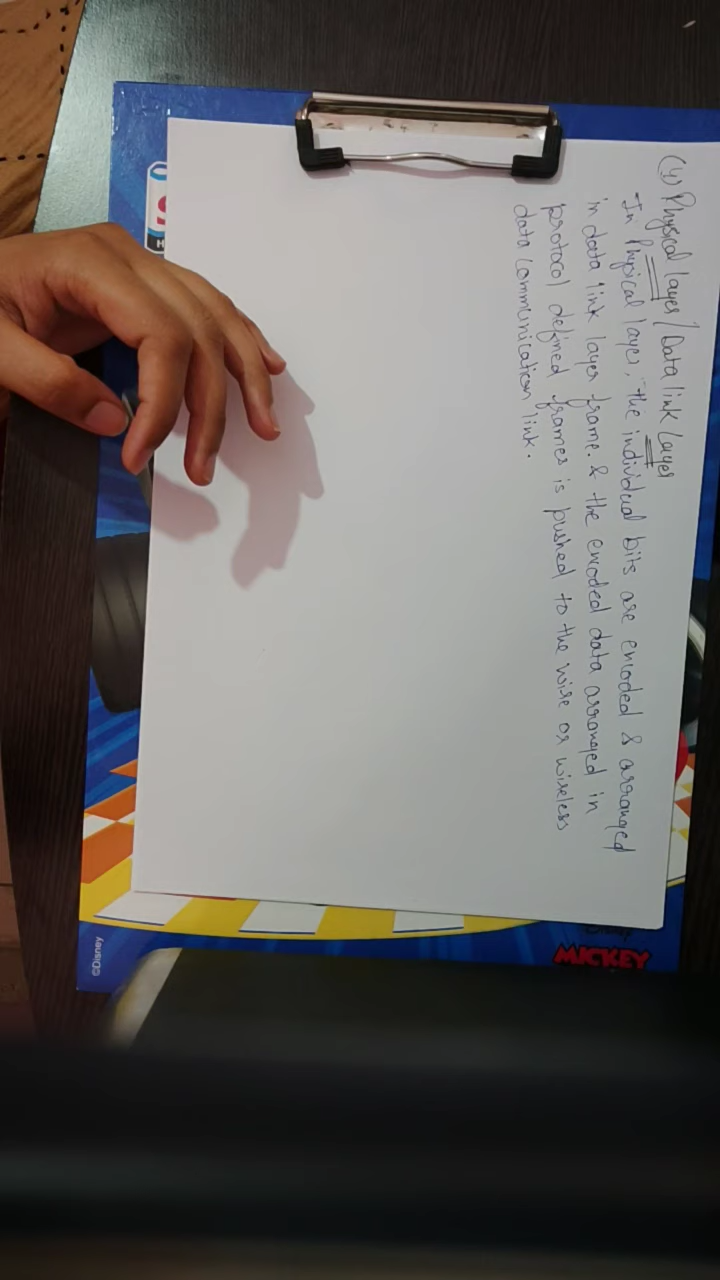 (4) Physical layer / Data link layer
In Physical layer, the individual bits are encoded & arranged
in data link layer frame. & the encoded data arranged in
protocol defined frames is pushed to the wire or wireless
data communication link.
MICKEY
©Disney